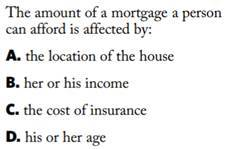 The amount of a mortgage a person
can afford is affected by:
A. the location of the house
B. her or his income
C. the cost of insurance
D. his or her age